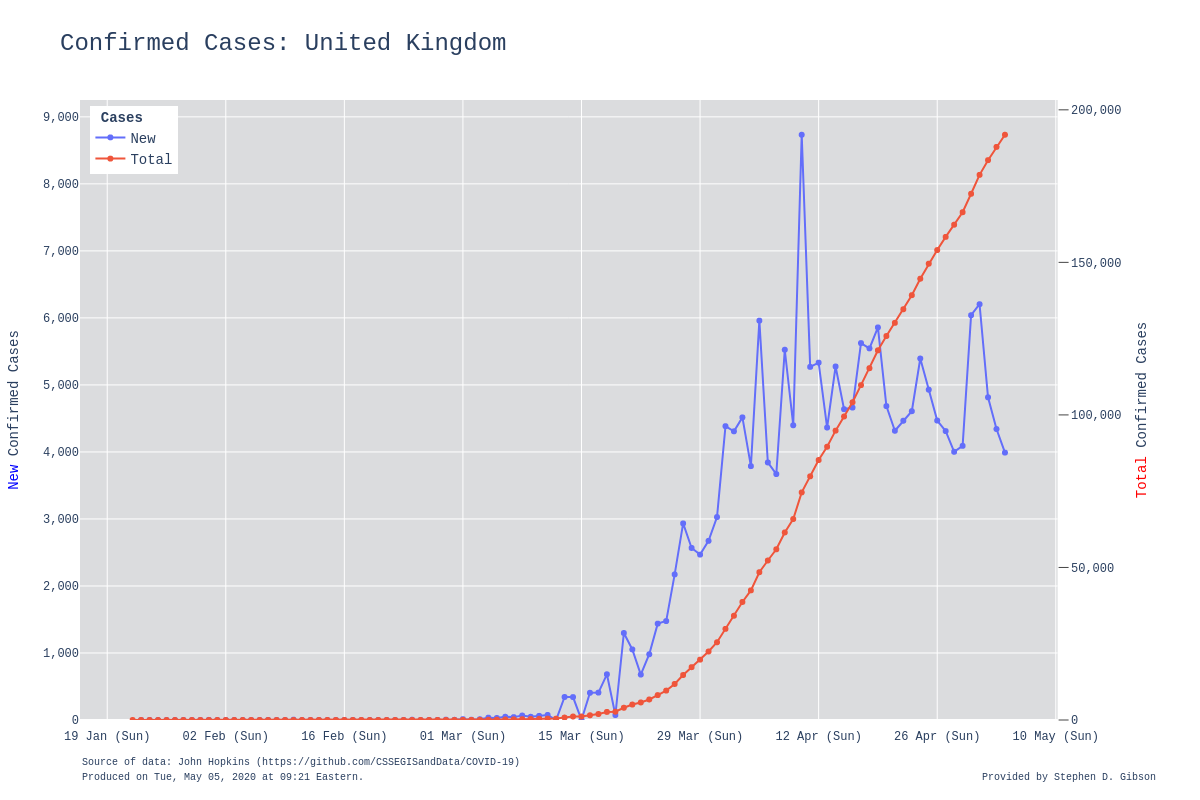 Confirmed Cases: United Kingdom
Cases
New
Total
9,000
8,000
7,000
6,000
5,000
4,000
3,000
2,000
1,000
0
200,000
150,000
100,000
50,000
0
New Confirmed Cases
Total Confirmed Cases
19 Jan (Sun) 02 Feb (Sun) 16 Feb (Sun) 01 Mar (Sun) 15 Mar (Sun) 29 Mar (Sun) 12 Apr (Sun) 26 Apr (Sun) 10 May (Sun)
Source of data: John Hopkins (https://github.com/CSSEGISandData/COVID-19)
Produced on Tue, May 05, 2020 at 09:21 Eastern.
Provided by Stephen D. Gibson